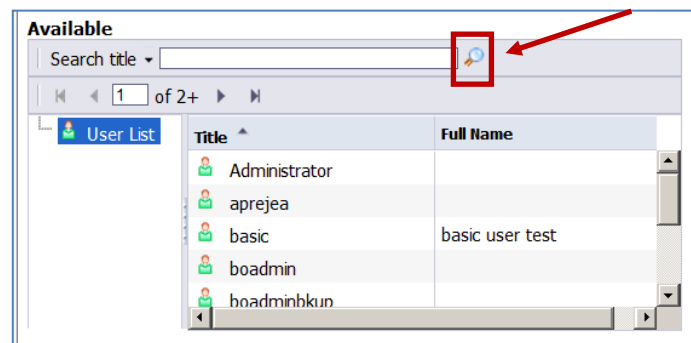 Available
Search title
1 of 2+
User List
Title Full Name
Administrator
aprejea
basic basic user test
boadmin
boadminbkup